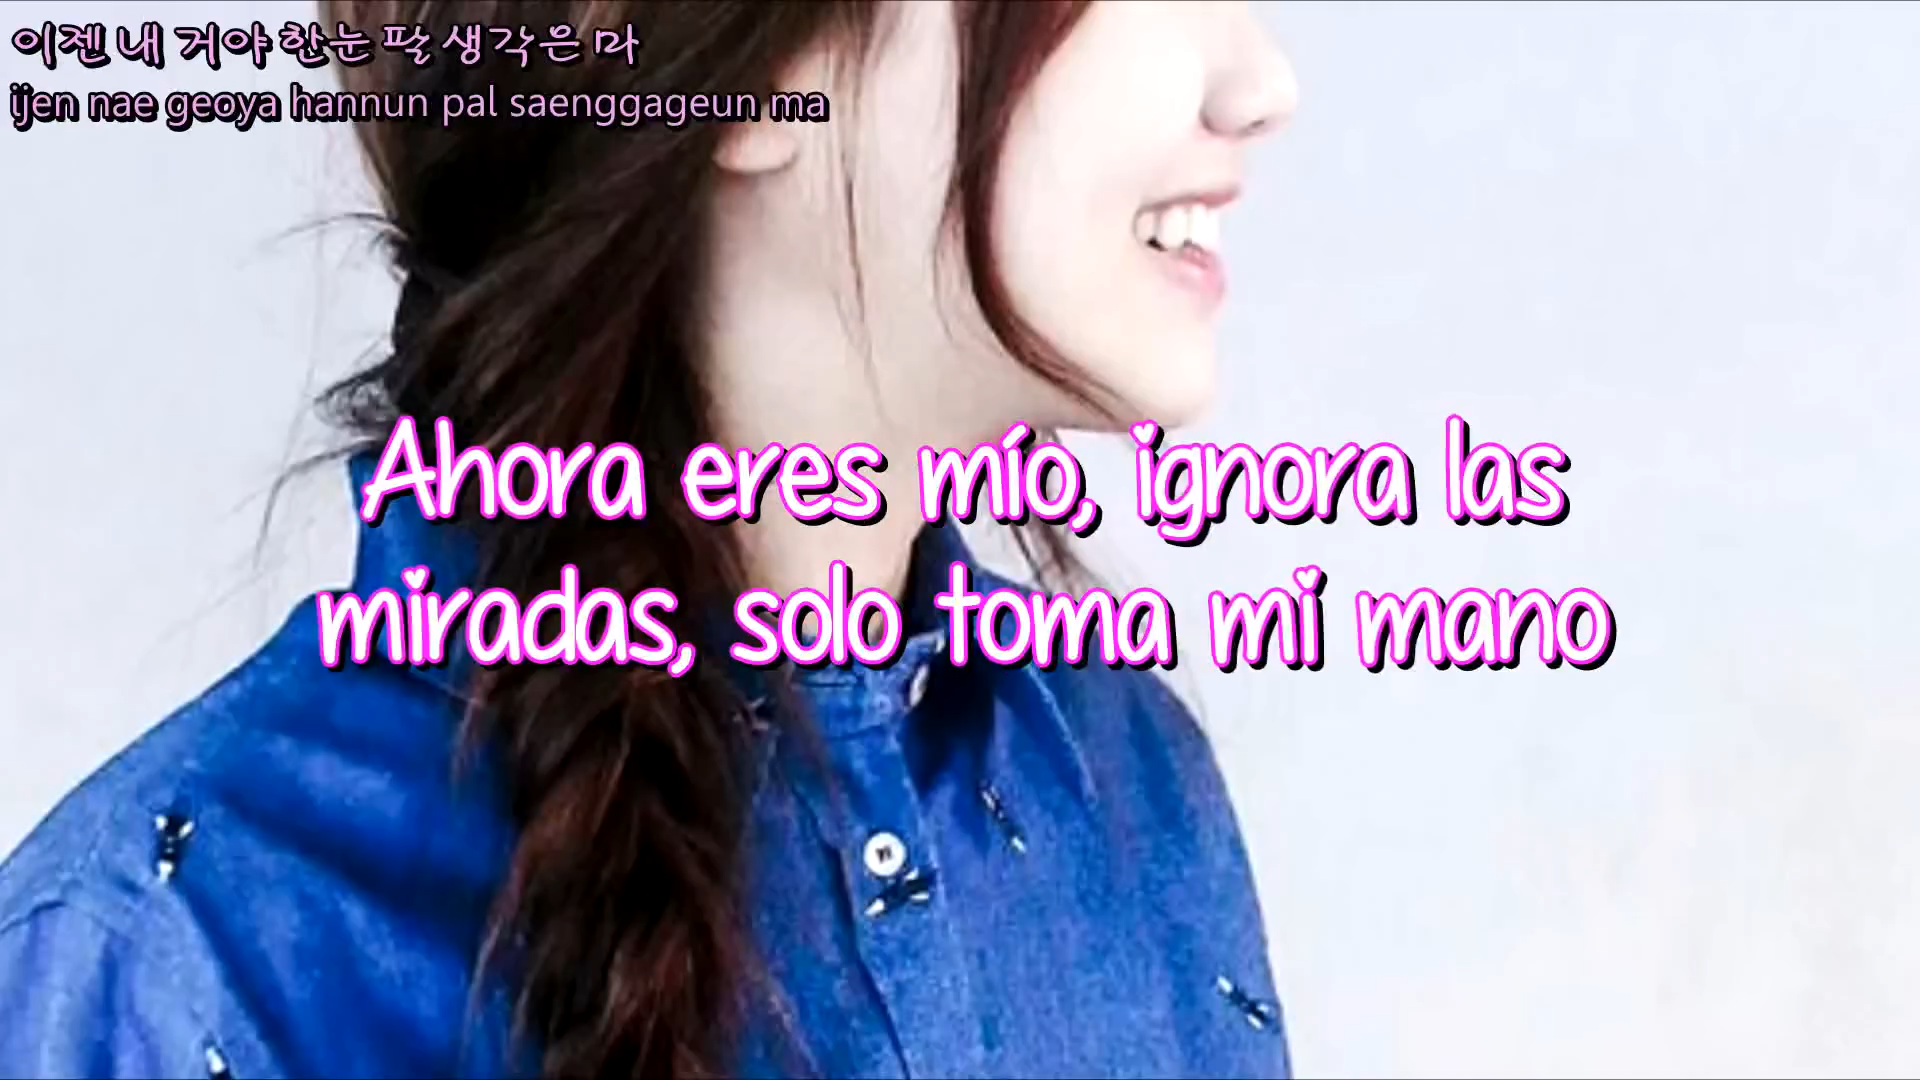 이젠 내 거야 한눈 팔 생각은 마
ijen nae geoya hannun pal saenggageun ma
Ahora eres mío, ignora las
miradas, solo toma mi mano